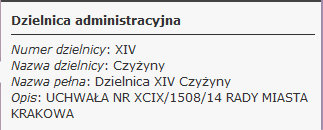 Dzielnica administracyjna
Numer dzielnicy: XIV
Nazwa dzielnicy: Czyżyny
Nazwa pełna: Dzielnica XIV Czyżyny
Opis: UCHWAŁA NR XCIX/1508/14 RADY MIASTA
KRAKOWA